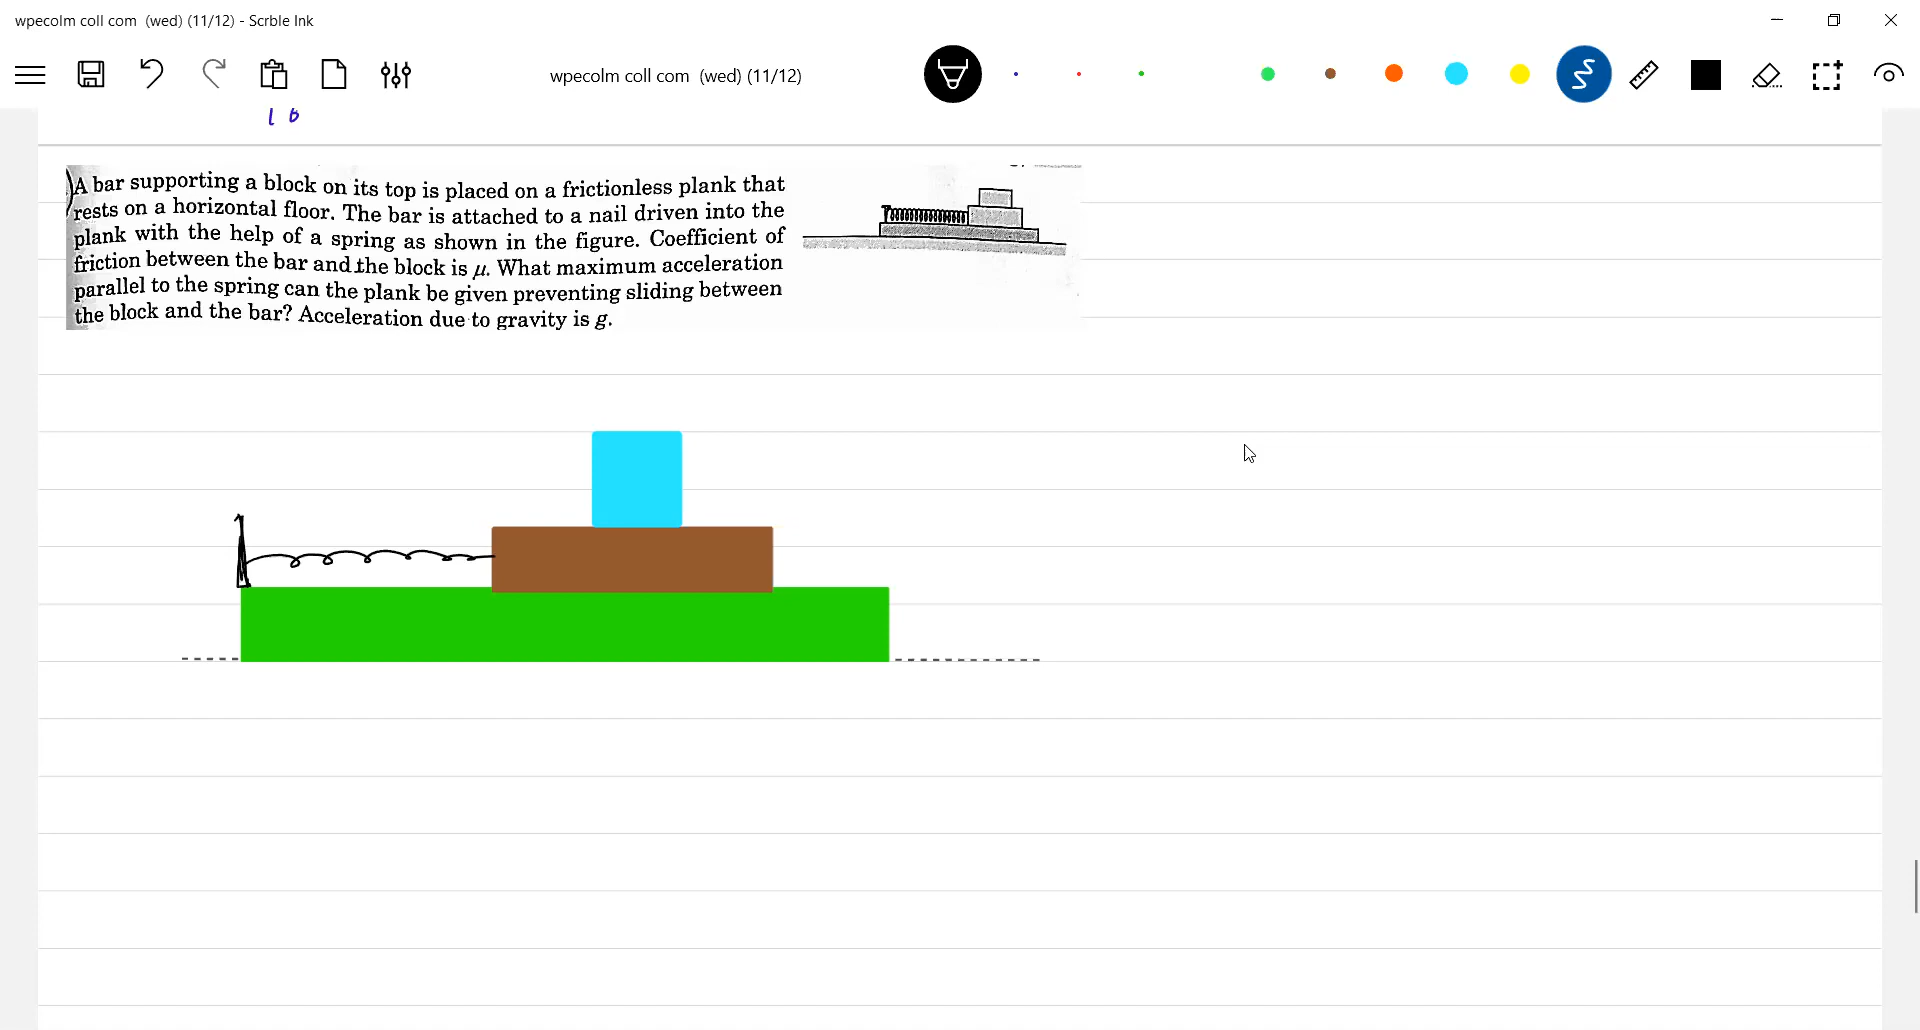 wpecolm coll com (wed) (11/12) - Scrble Ink
wpecolm coll com (wed) (11/12)
A bar supporting a block on its top is placed on a frictionless plank that
rests on a horizontal floor. The bar is attached to a nail driven into the
plank with the help of a spring as shown in the figure. Coefficient of
friction between the bar and the block is μ. What maximum acceleration
parallel to the spring can the plank be given preventing sliding between
the block and the bar? Acceleration due to gravity is g.